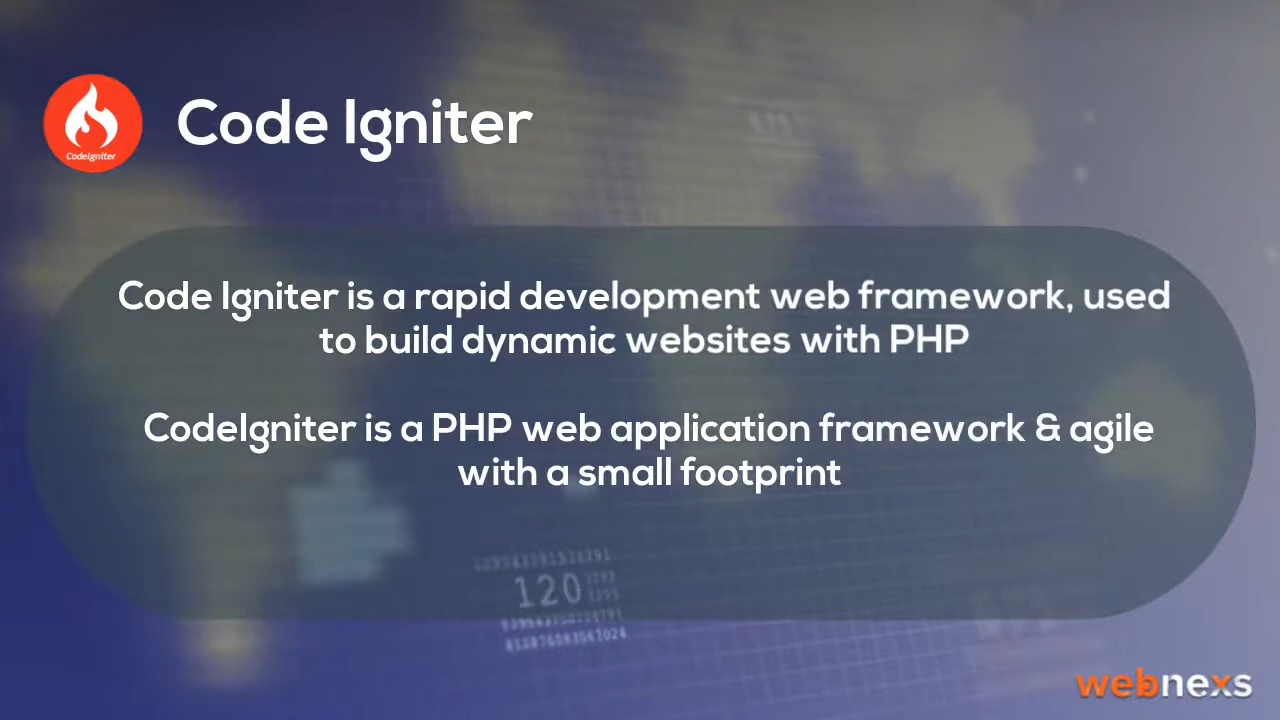 CodeIgniter
Code Igniter
Code Igniter is a rapid development web framework, used
to build dynamic websites with PHP
CodeIgniter is a PHP web application framework & agile
with a small footprint
120
webnexs